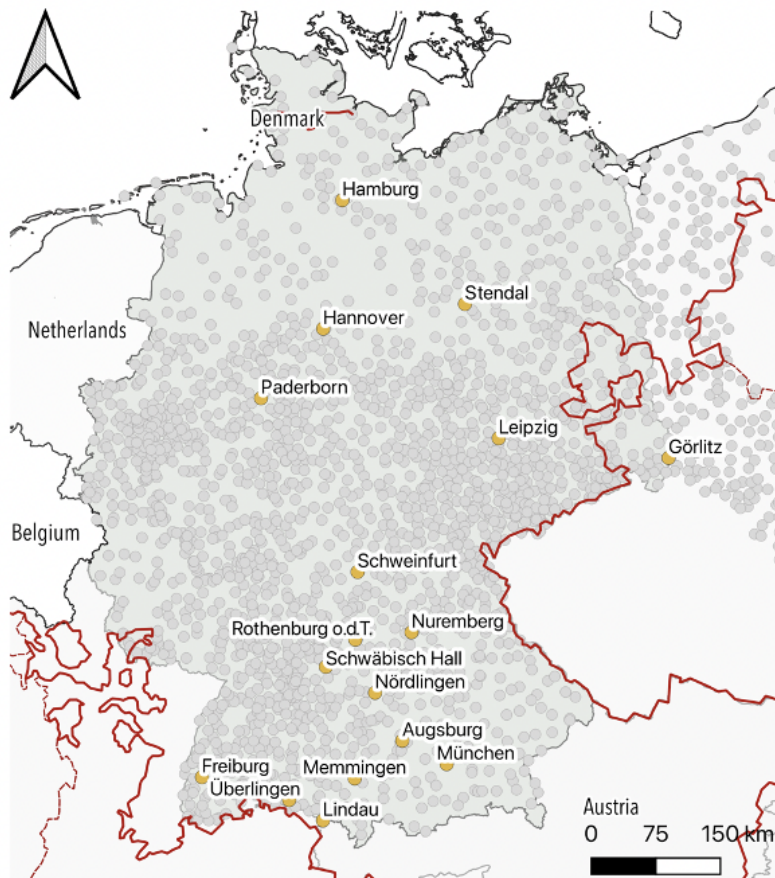 Denmark
Hamburg
Stendal
Hannover
Netherlands
Paderborn
Leipzig
Görlitz
Belgium
Schweinfurt
Nuremberg
Rothenburg o.d.T.
Schwäbisch Hall
Nördlingen
Augsburg
München
Freiburg
Memmingen
Überlingen
Lindau
Austria
0 75 150 km